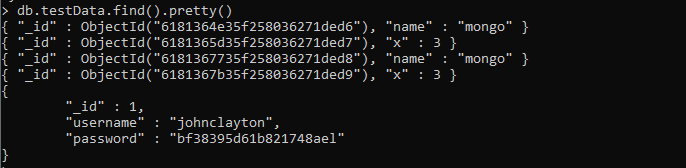 > db.testData.find().pretty()
{ "_id" : ObjectId("6181364e35f258036271ded6"), "name" : "mongo" }
{ "_id" : ObjectId("6181365d35f258036271ded7"), "x" : 3 }
{ "_id" : ObjectId("6181367735f258036271ded8"), "name" : "mongo" }
{ "_id" : ObjectId("6181367b35f258036271ded9"), "x" : 3 }
{
        "_id" : 1,
        "username" : "johnclayton",
        "password" : "bf38395d61b821748ael"
}